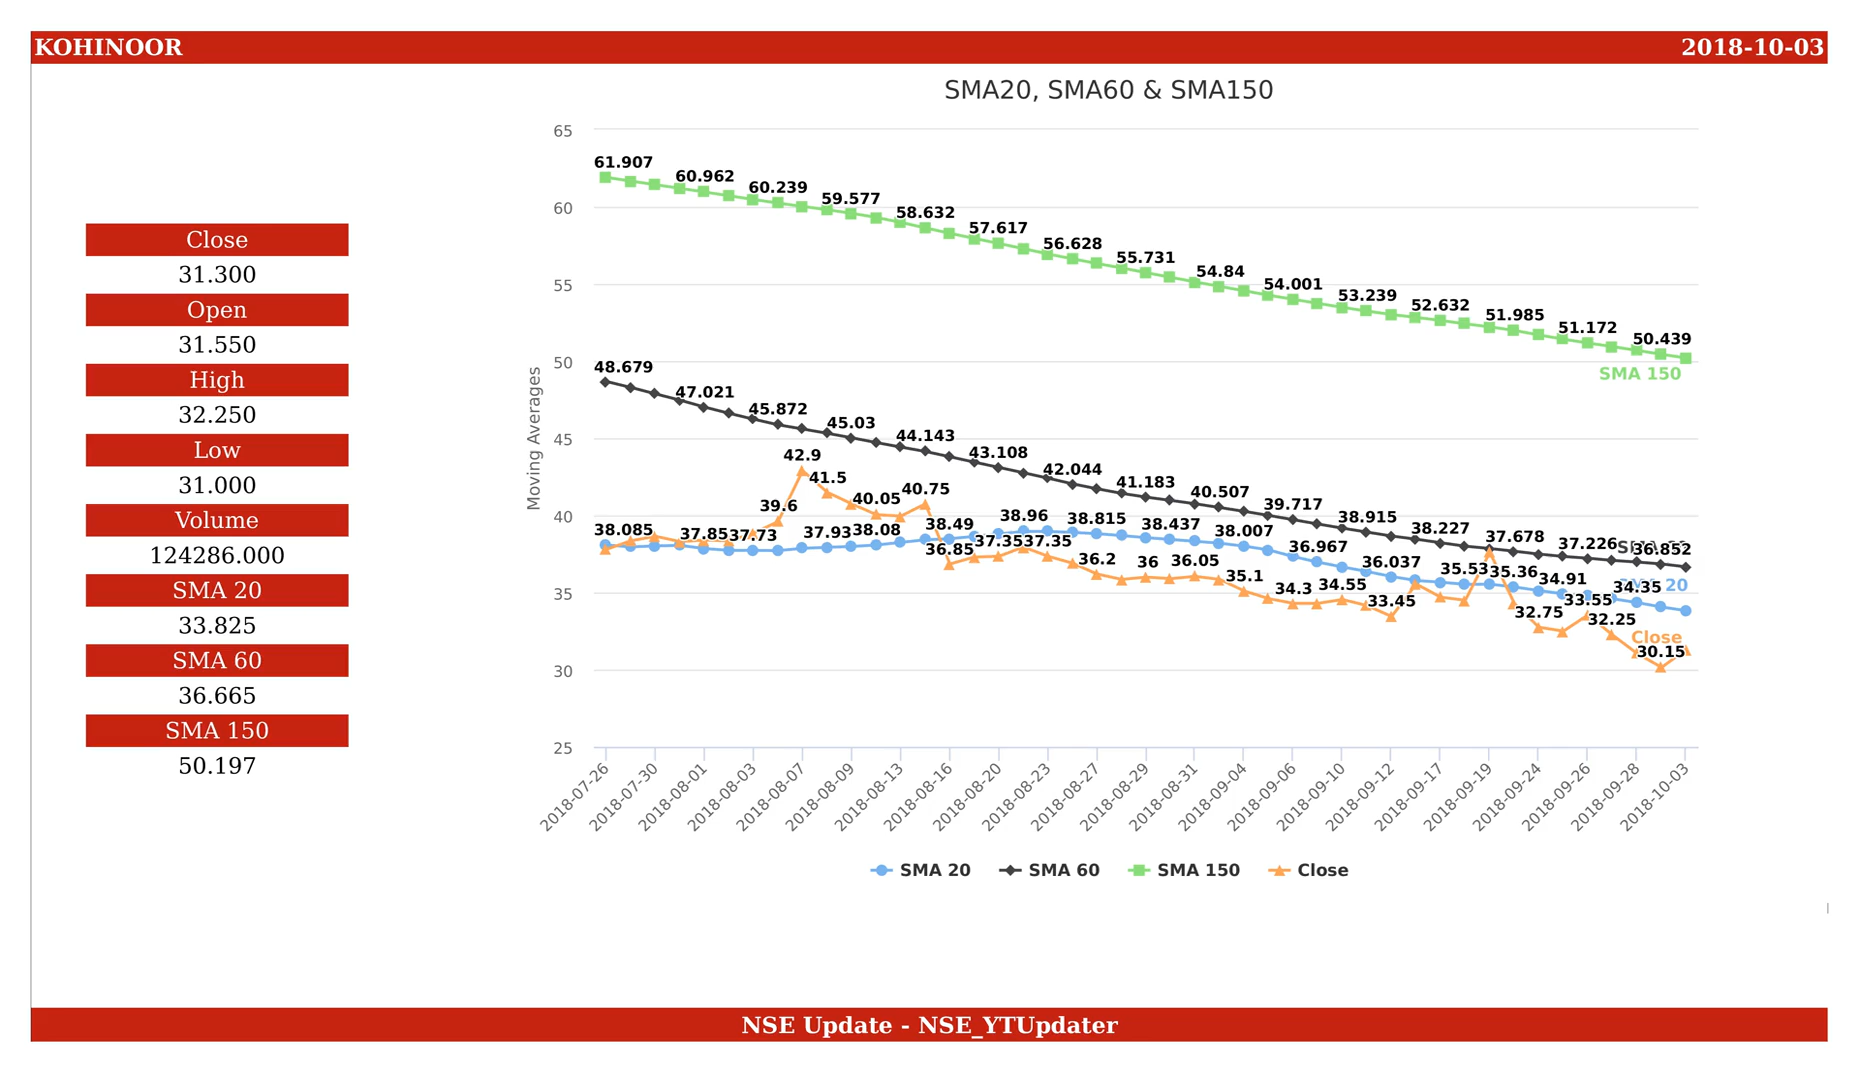 KOHINOOR 2018-10-03
SMA20, SMA60 & SMA150
Close
31.300
Open
31.550
High
32.250
Low
31.000
Volume
124286.000
SMA 20
33.825
SMA 60
36.665
SMA 150
50.197
Moving Averages
65
60
55
50
45
40
35
30
25
61.907 60.962 60.239 59.577 58.632 57.617 56.628 55.731 54.84 54.001 53.239 52.632 51.985 51.172 50.439
SMA 150
48.679 47.021 45.872 45.03 44.143 43.108 42.044 41.183 40.507 39.717 38.915 38.227 37.678 37.226 36.852
38.085 37.853 37.73 37.93 38.08 38.49 38.96 38.815 38.437 38.007 36.967 36.037 35.53 35.36 34.91 34.35
20
39.6 42.9 41.5 40.05 40.75 36.85 37.35 37.35 36.2 36 36.05 35.1 34.3 34.55 33.45 32.75 33.55 32.25 30.15
Close
2018-07-26 2018-07-30 2018-08-01 2018-08-03 2018-08-07 2018-08-09 2018-08-13 2018-08-16 2018-08-20 2018-08-23 2018-08-27 2018-08-29 2018-08-31 2018-09-04 2018-09-06 2018-09-10 2018-09-12 2018-09-17 2018-09-19 2018-09-24 2018-09-26 2018-09-28 2018-10-03
SMA 20 SMA 60 SMA 150 Close
NSE Update - NSE_YTUpdater